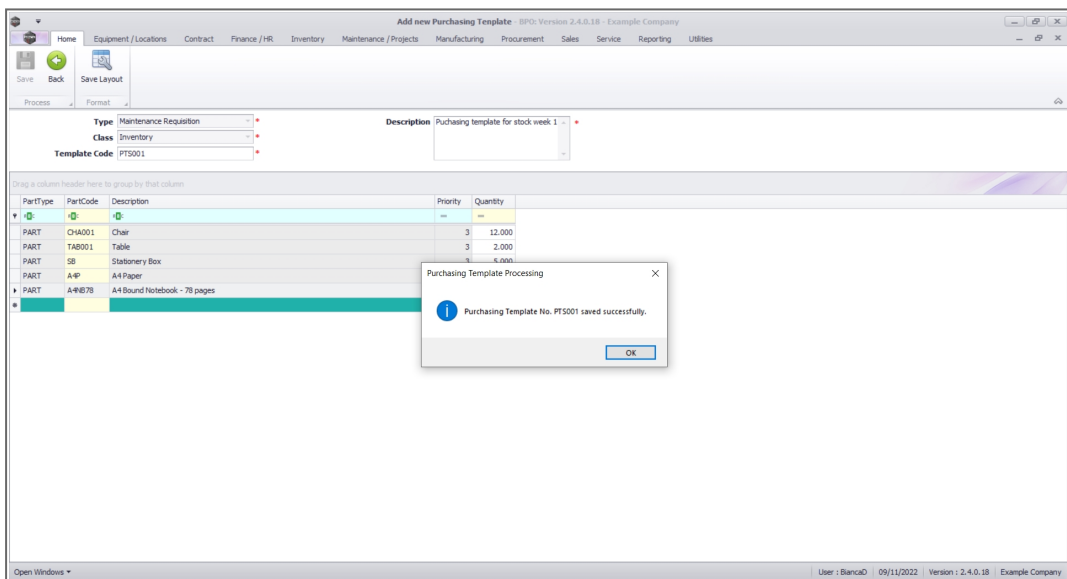 Add new Purchasing Template - BPO: Version 2.4.0.18 - Example Company
Home Equipment / Locations Contract Finance / HR Inventory Maintenance / Projects Manufacturing Procurement Sales Service Reporting Utilities
Save Back Save Layout
Process Format
Type Maintenance Requisition * Description Puchasing template for stock week 1 *
Class Inventory *
Template Code PTS001 *
Drag a column header here to group by that column
PartType PartCode Description Priority Quantity
PART CHA001 Chair 3 12.000
PART TAB001 Table 3 2.000
PART SB Stationery Box 3 5.000
PART A4P A4 Paper
PART A4NB78 A4 Bound Notebook - 78 pages
Purchasing Template Processing
Purchasing Template No. PTS001 saved successfully.
OK
Open Windows User : BiancaD 09/11/2022 Version : 2.4.0.18 Example Company